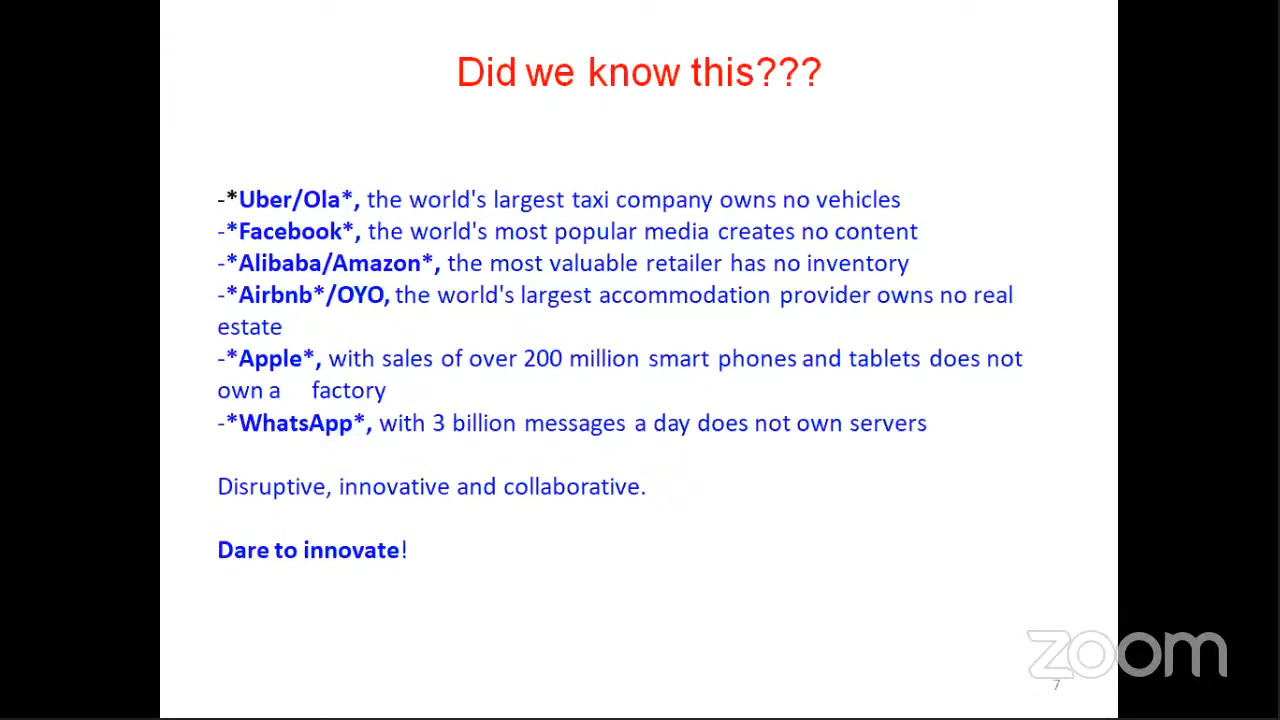 Did we know this???
-*Uber/Ola*, the world's largest taxi company owns no vehicles
-*Facebook*, the world's most popular media creates no content
-*Alibaba/Amazon*, the most valuable retailer has no inventory
-*Airbnb*/OYO, the world's largest accommodation provider owns no real
estate
-*Apple*, with sales of over 200 million smart phones and tablets does not
own a factory
-*WhatsApp*, with 3 billion messages a day does not own servers
Disruptive, innovative and collaborative.
Dare to innovate!
zoom
7